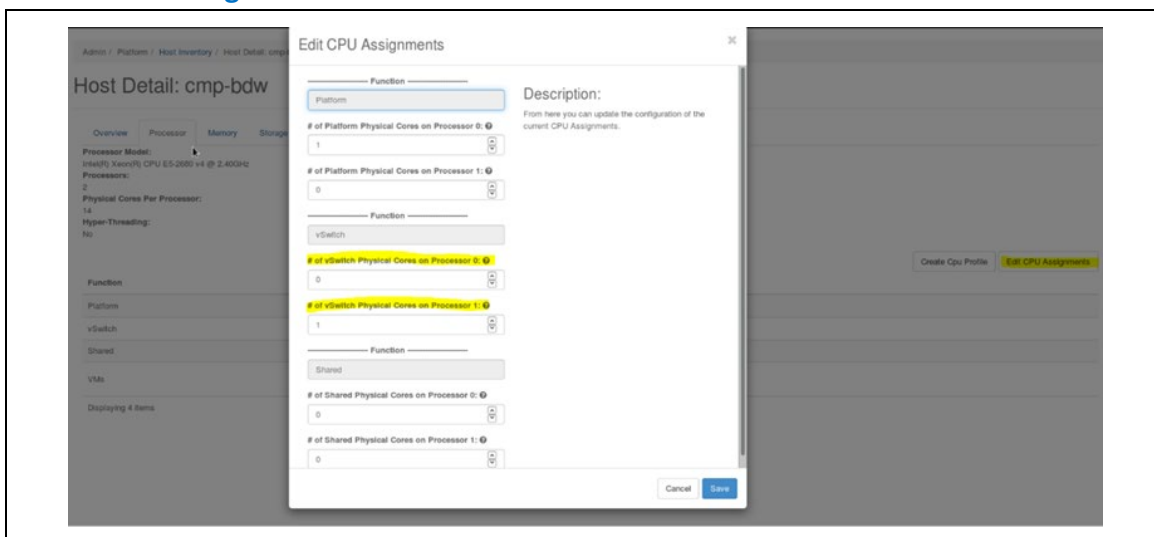 Admin / Platform / Host Inventory / Host Detail: cmp-
Edit CPU Assignments
×
Host Detail: cmp-bdw
Overview Processor Memory Storage
Processor Model:
Intel(R) Xeon(R) CPU E5-2680 v4 @ 2.40GHz
Processors:
2
Physical Cores Per Processor:
14
Hyper-Threading:
No
Create Cpu Profile Edit CPU Assignments
Function
Platform
vSwitch
Shared
VMs
Displaying 4 items
Function
Platform
# of Platform Physical Cores on Processor 0:
1
# of Platform Physical Cores on Processor 1:
0
Function
vSwitch
# of vSwitch Physical Cores on Processor 0:
0
# of vSwitch Physical Cores on Processor 1:
1
Function
Shared
# of Shared Physical Cores on Processor 0:
0
# of Shared Physical Cores on Processor 1:
0
Description:
From here you can update the configuration of the
current CPU Assignments.
Cancel Save